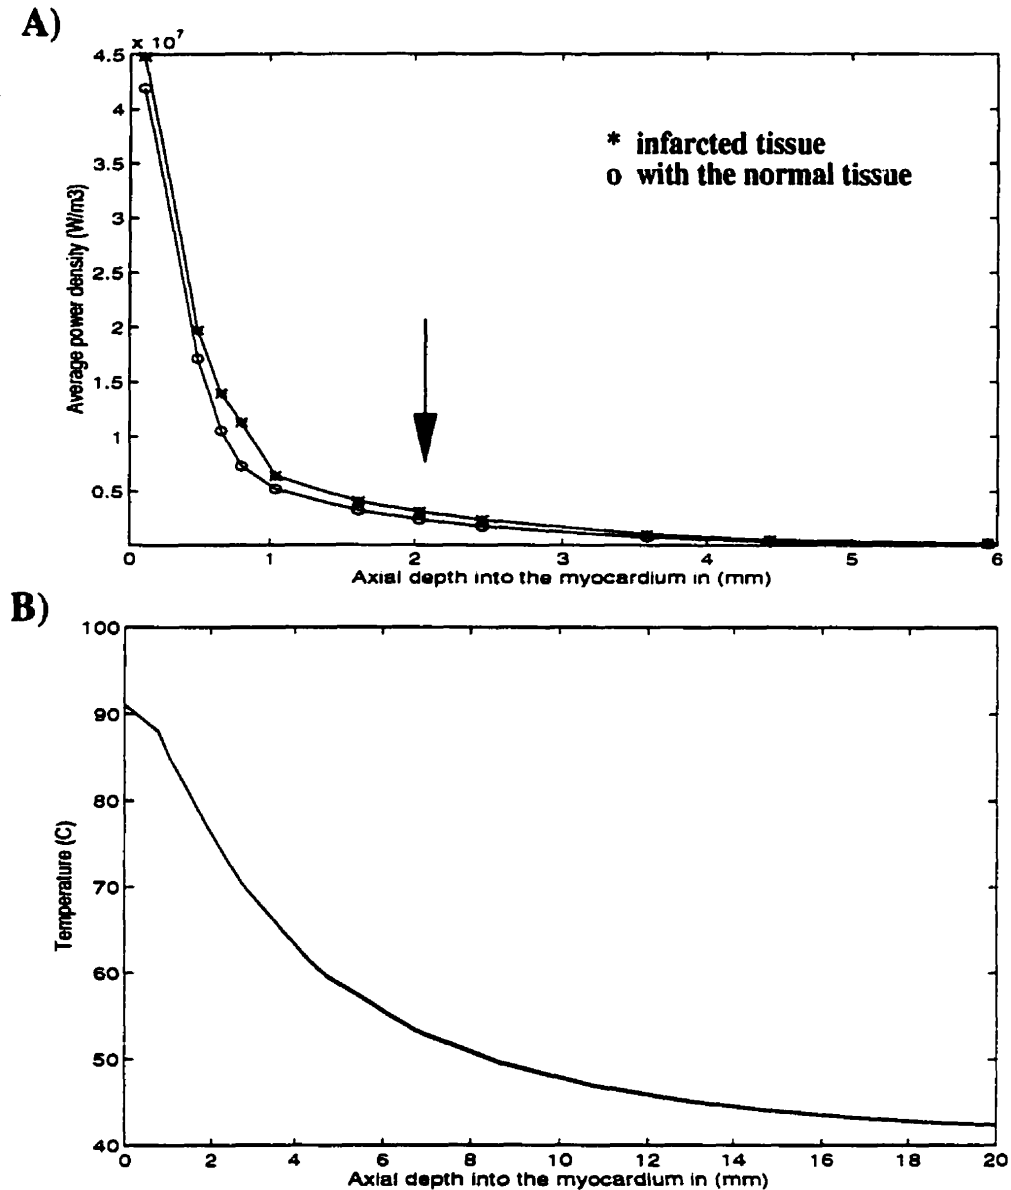 A)
x 10⁷
4.5
4
3.5
3
2.5
2
1.5
1
0.5
* infarcted tissue
o with the normal tissue
Average power density (W/m3)
0 1 2 3 4 5 6
Axial depth into the myocardium in (mm)
B)
100
90
80
70
60
50
40
Temperature (C)
0 2 4 6 8 10 12 14 16 18 20
Axial depth into the myocardium in (mm)